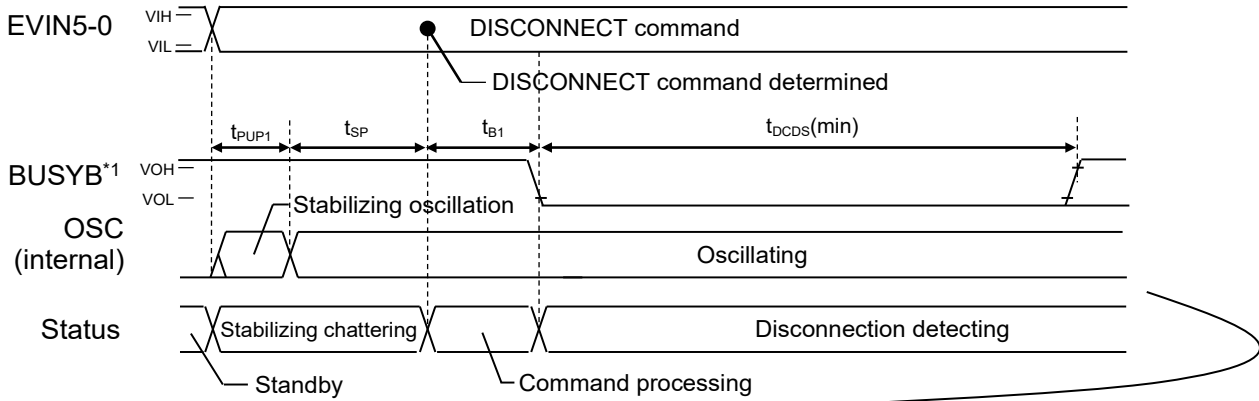 EVIN5-0
VIH
VIL
DISCONNECT command
DISCONNECT command determined
tPUP1
tSP
tB1
tDCDS(min)
BUSYB*1
VOH
VOL
Stabilizing oscillation
OSC
(internal)
Oscillating
Status
Stabilizing chattering
Disconnection detecting
Standby
Command processing